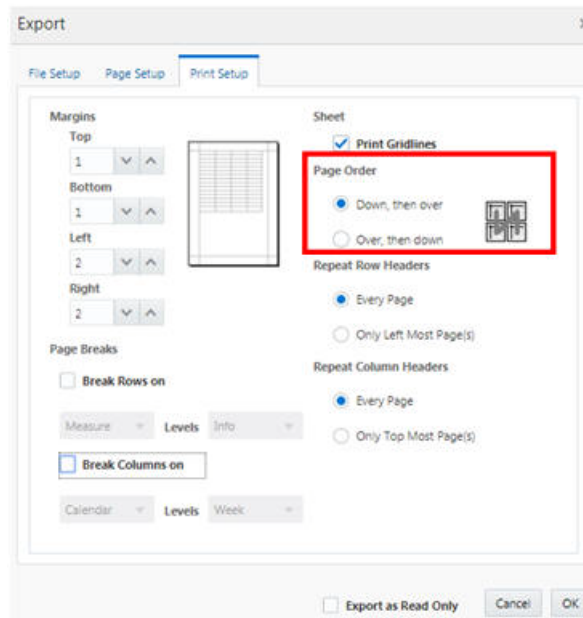 Export
File Setup Page Setup Print Setup
Margins
Top
1
Bottom
1
Left
2
Right
2
Page Breaks
Break Rows on
Measure Levels Info
Break Columns on
Calendar Levels Week
Sheet
Print Gridlines
Page Order
Down, then over
Over, then down
Repeat Row Headers
Every Page
Only Left Most Page(s)
Repeat Column Headers
Every Page
Only Top Most Page(s)
Export as Read Only Cancel OK